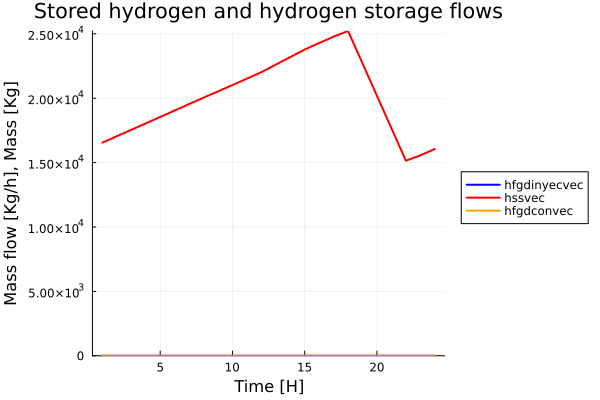 Stored hydrogen and hydrogen storage flows
Mass flow [Kg/h], Mass [Kg]
2.50×10⁴
2.00×10⁴
1.50×10⁴
1.00×10⁴
5.00×10³
0
5 10 15 20
Time [H]
hfgdinyecvec
hssvec
hfgdconvec